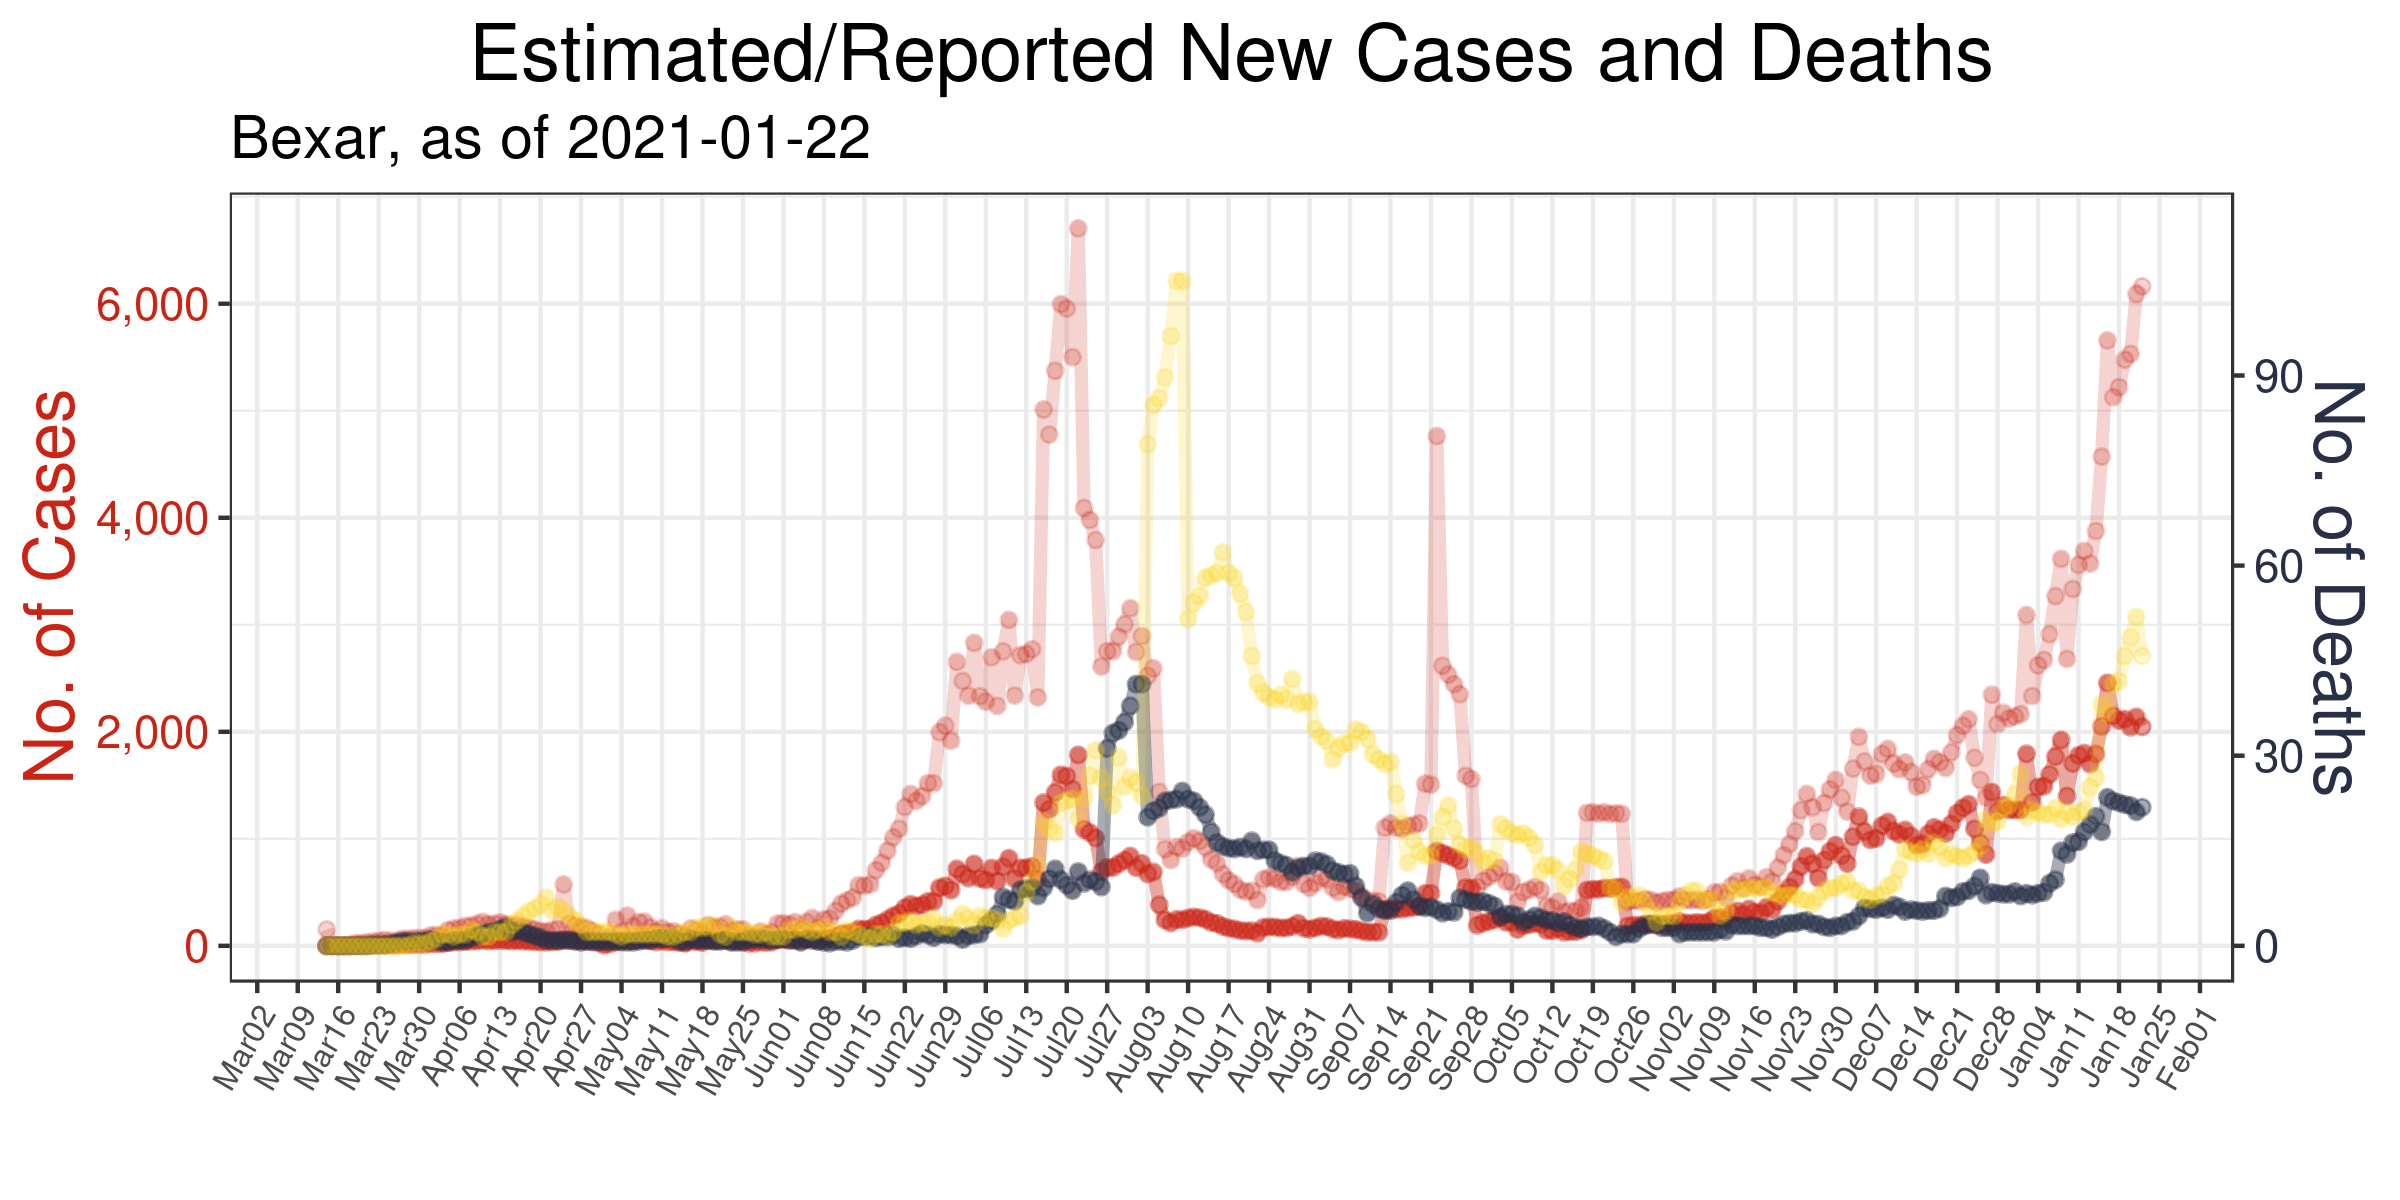 Estimated/Reported New Cases and Deaths
Bexar, as of 2021-01-22
No. of Cases
6,000
4,000
2,000
0
No. of Deaths
90
60
30
0
Mar02
Mar09
Mar16
Mar23
Mar30
Apr06
Apr13
Apr20
Apr27
May04
May11
May18
May25
Jun01
Jun08
Jun15
Jun22
Jun29
Jul06
Jul13
Jul20
Jul27
Aug03
Aug10
Aug17
Aug24
Aug31
Sep07
Sep14
Sep21
Sep28
Oct05
Oct12
Oct19
Oct26
Nov02
Nov09
Nov16
Nov23
Nov30
Dec07
Dec14
Dec21
Dec28
Jan04
Jan11
Jan18
Jan25
Feb01